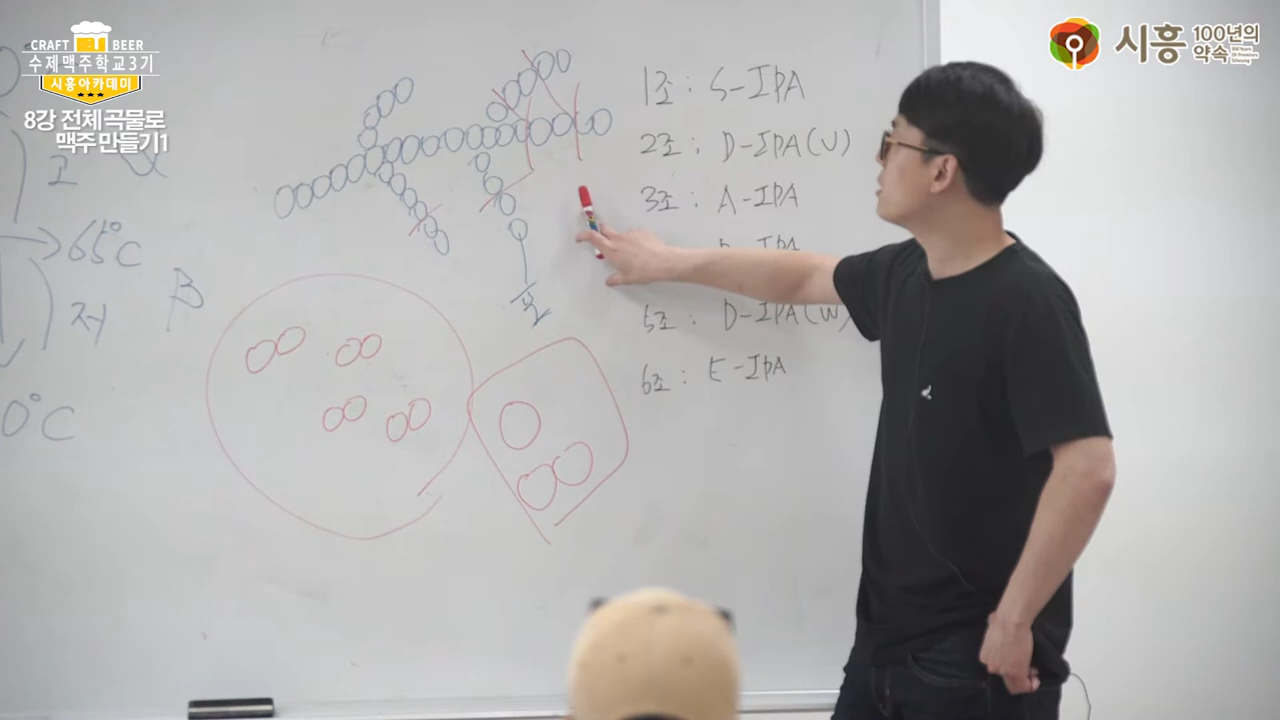 CRAFT BEER
수제맥주학교3기
시흥아카데미
8강 전체곡물로
맥주만들기1
시흥 100년의
약속
1조 : S-IPA
2조 : D-IPA(U)
3조 : A-IPA
5조 : D-IPA(W)
6조 : E-IPA
고 α
→65°C
저 β
0°C